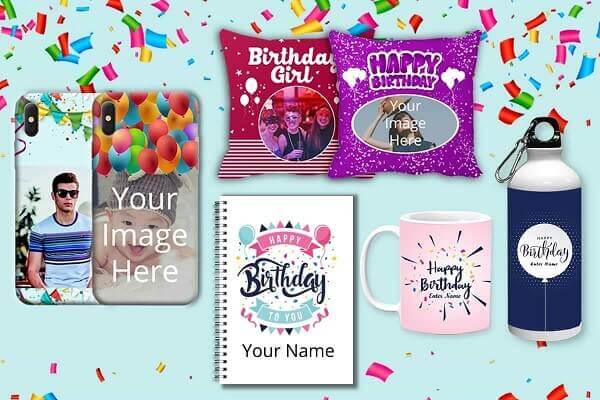 Birthday
Girl
HAPPY
BIRTHDAY
Your
Image
Here
Your
Image
Here
HAPPY
Birthday
TO YOU
Your Name
Happy
Birthday
Enter Name
HAPPY
Birthday
Enter Name